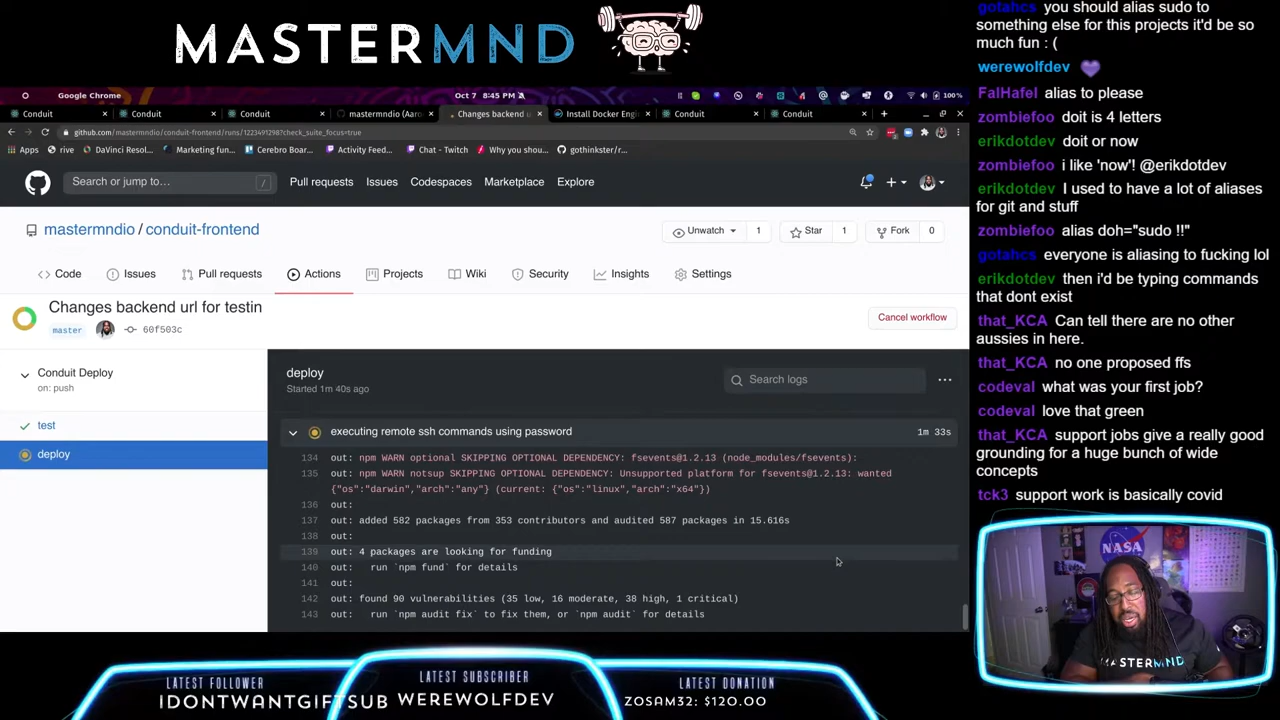 MASTERMND
Google Chrome
Oct 7 8:45 PM
100%
Conduit
Conduit
Conduit
mastermndio (Aaro
Changes backend u
Install Docker Engin
Conduit
Conduit
github.com/mastermndio/conduit-frontend/runs/1223491298?check_suite_focus=true
Apps
rive
DaVinci Resol...
Marketing fun...
Cerebro Boar...
Activity Feed...
Chat - Twitch
Why you shou...
gothinkster/r...
Search or jump to...
/
Pull requests
Issues
Codespaces
Marketplace
Explore
mastermndio / conduit-frontend
Unwatch
1
Star
1
Fork
0
Code
Issues
Pull requests
Actions
Projects
Wiki
Security
Insights
Settings
Changes backend url for testin
master
60f503c
Cancel workflow
Conduit Deploy
on: push
test
deploy
deploy
Started 1m 40s ago
Search logs
executing remote ssh commands using password
1m 33s
134 out: npm WARN optional SKIPPING OPTIONAL DEPENDENCY: fsevents@1.2.13 (node_modules/fsevents):
135 out: npm WARN notsup SKIPPING OPTIONAL DEPENDENCY: Unsupported platform for fsevents@1.2.13: wanted
{"os":"darwin","arch":"any"} (current: {"os":"linux","arch":"x64"})
136 out:
137 out: added 582 packages from 353 contributors and audited 587 packages in 15.616s
138 out:
139 out: 4 packages are looking for funding
140 out: run `npm fund` for details
141 out:
142 out: found 90 vulnerabilities (35 low, 16 moderate, 38 high, 1 critical)
143 out: run `npm audit fix` to fix them, or `npm audit` for details
gotahcs you should alias sudo to
something else for this projects it'd be so
much fun : (
werewolfdev
FalHafel alias to please
zombiefoo doit is 4 letters
erikdotdev doit or now
zombiefoo i like 'now'! @erikdotdev
erikdotdev I used to have a lot of aliases
for git and stuff
zombiefoo alias doh="sudo !!"
gotahcs everyone is aliasing to fucking lol
erikdotdev then i'd be typing commands
that dont exist
that_KCA Can tell there are no other
aussies in here.
that_KCA no one proposed ffs
codeval what was your first job?
codeval love that green
that_KCA support jobs give a really good
grounding for a huge bunch of wide
concepts
tck3 support work is basically covid
NASA
MASTERMND
LATEST FOLLOWER
IDONTWANTGIFTSUB
LATEST SUBSCRIBER
WEREWOLFDEV
LATEST DONATION
ZOSAM32: $120.00